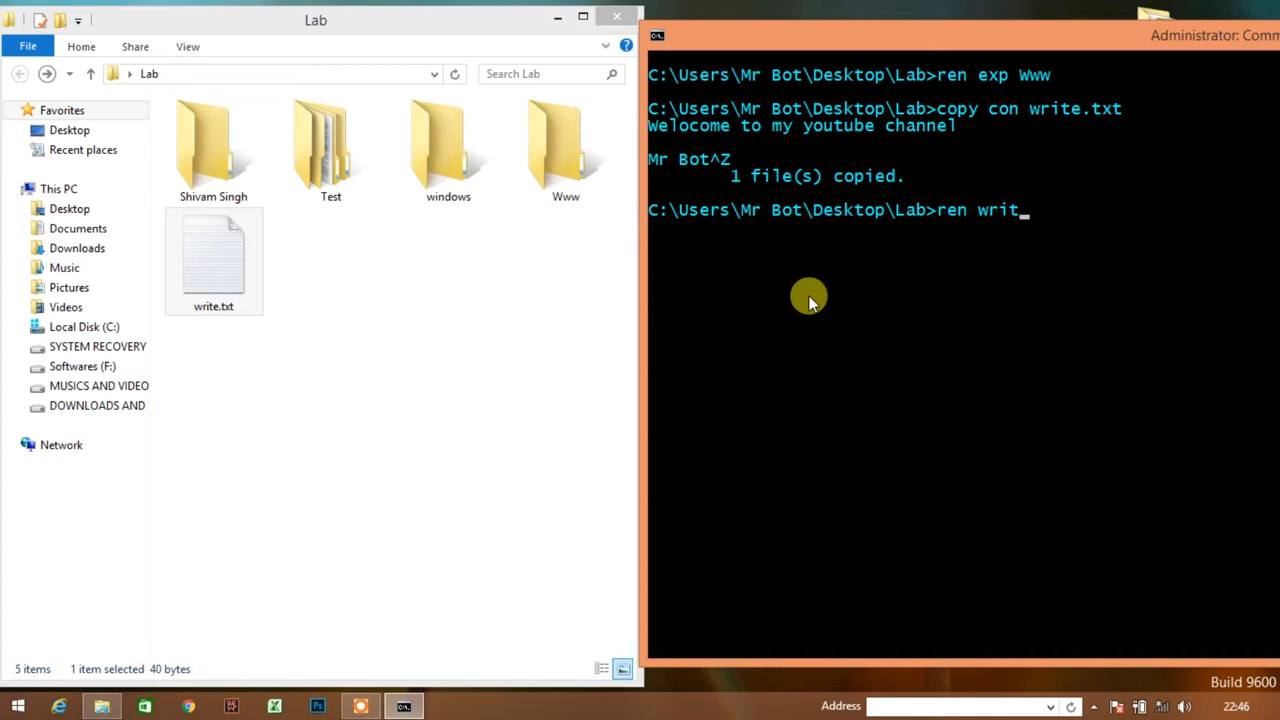 Lab
File Home Share View
Lab
Search Lab
Favorites
Desktop
Recent places
This PC
Desktop
Documents
Downloads
Music
Pictures
Videos
Local Disk (C:)
SYSTEM RECOVERY
Softwares (F:)
MUSICS AND VIDEO
DOWNLOADS AND
Network
Shivam Singh
Test
windows
Www
write.txt
5 items 1 item selected 40 bytes
Administrator: Comm
C:\Users\Mr Bot\Desktop\Lab>ren exp Www
C:\Users\Mr Bot\Desktop\Lab>copy con write.txt
Welocome to my youtube channel
Mr Bot^Z
1 file(s) copied.
C:\Users\Mr Bot\Desktop\Lab>ren writ_
Build 9600
Address
22:46